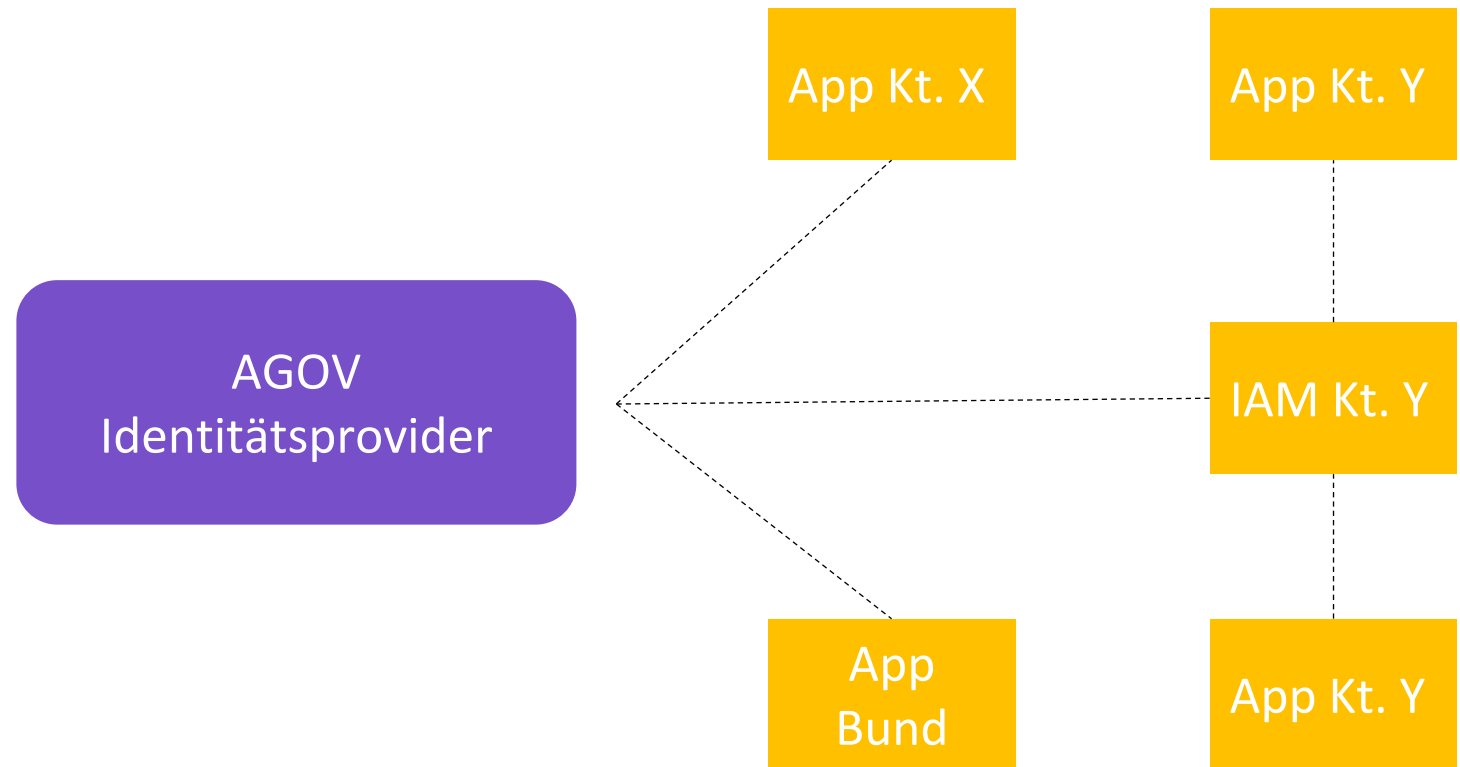 App Kt. X
App Kt. Y
AGOV
Identitätsprovider
IAM Kt. Y
App
Bund
App Kt. Y